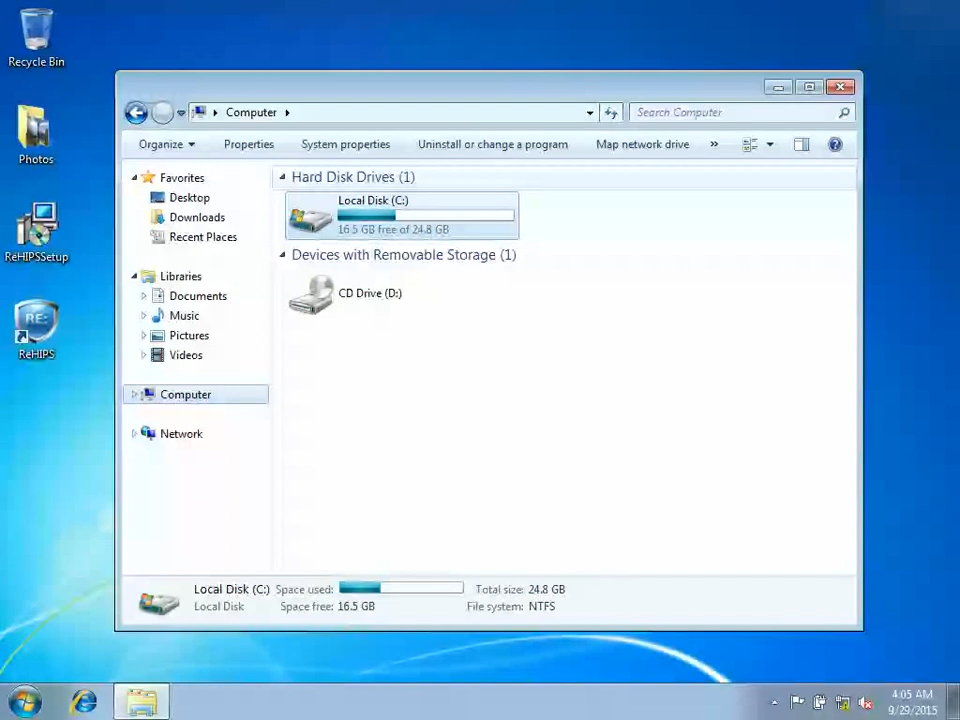 Recycle Bin
Photos
ReHIPSSetup
RE:
ReHIPS
Computer
Search Computer
Organize Properties System properties Uninstall or change a program Map network drive »
Favorites
Desktop
Downloads
Recent Places
Libraries
Documents
Music
Pictures
Videos
Computer
Network
Hard Disk Drives (1)
Local Disk (C:)
16.5 GB free of 24.8 GB
Devices with Removable Storage (1)
CD Drive (D:)
Local Disk (C:) Space used: Total size: 24.8 GB
Local Disk Space free: 16.5 GB File system: NTFS
4:05 AM
9/29/2015